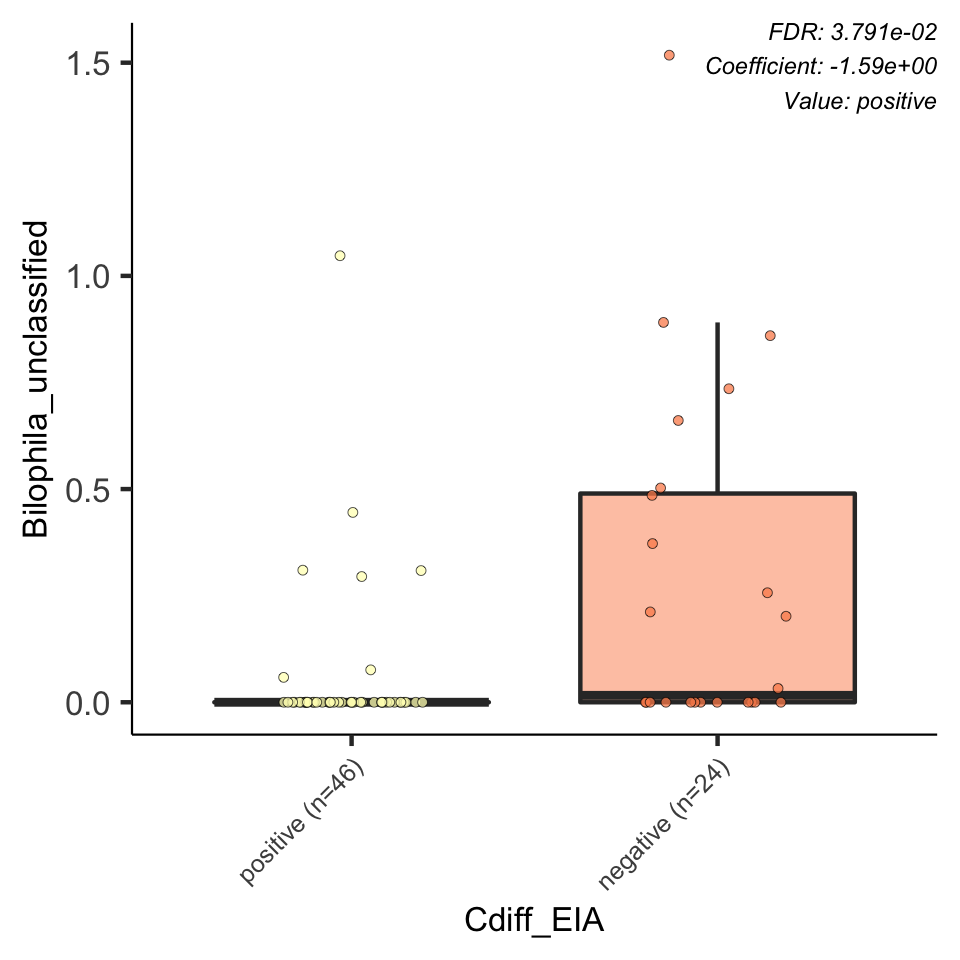 FDR: 3.791e-02
Coefficient: -1.59e+00
Value: positive
Bilophila_unclassified
1.5
1.0
0.5
0.0
positive (n=46)
negative (n=24)
Cdiff_EIA